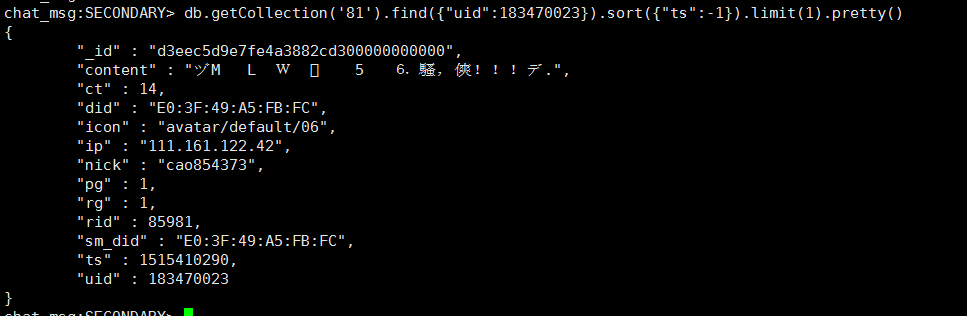 chat_msg:SECONDARY> db.getCollection('81').find({"uid":183470023}).sort({"ts":-1}).limit(1).pretty()
{
"_id" : "d3eec5d9e7fe4a3882cd300000000000",
"content" : "ヅM L W 5 6. 騷, 傸! ! ! デ.",
"ct" : 14,
"did" : "E0:3F:49:A5:FB:FC",
"icon" : "avatar/default/06",
"ip" : "111.161.122.42",
"nick" : "cao854373",
"pg" : 1,
"rg" : 1,
"rid" : 85981,
"sm_did" : "E0:3F:49:A5:FB:FC",
"ts" : 1515410290,
"uid" : 183470023
}
chat_msg:SECONDARY>